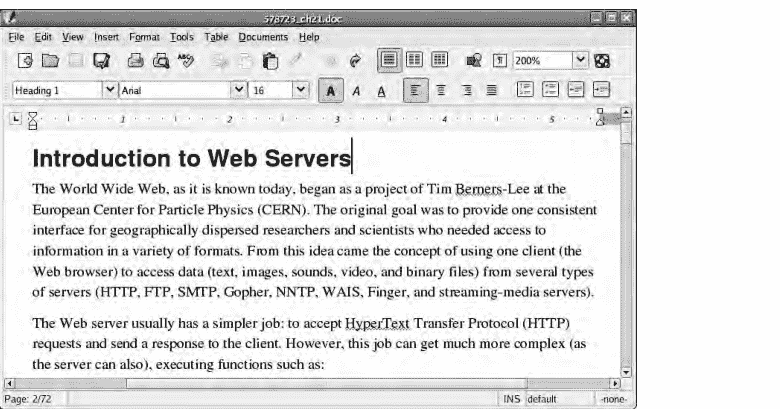 578723_ch21.doc
File Edit View Insert Format Tools Table Documents Help
200%
Heading 1 Arial 16 A A A
L 1 2 3 4 5
Introduction to Web Servers
The World Wide Web, as it is known today, began as a project of Tim Berners-Lee at the
European Center for Particle Physics (CERN). The original goal was to provide one consistent
interface for geographically dispersed researchers and scientists who needed access to
information in a variety of formats. From this idea came the concept of using one client (the
Web browser) to access data (text, images, sounds, video, and binary files) from several types
of servers (HTTP, FTP, SMTP, Gopher, NNTP, WAIS, Finger, and streaming-media servers).
The Web server usually has a simpler job: to accept HyperText Transfer Protocol (HTTP)
requests and send a response to the client. However, this job can get much more complex (as
the server can also), executing functions such as:
Page: 2/72 INS default -none-